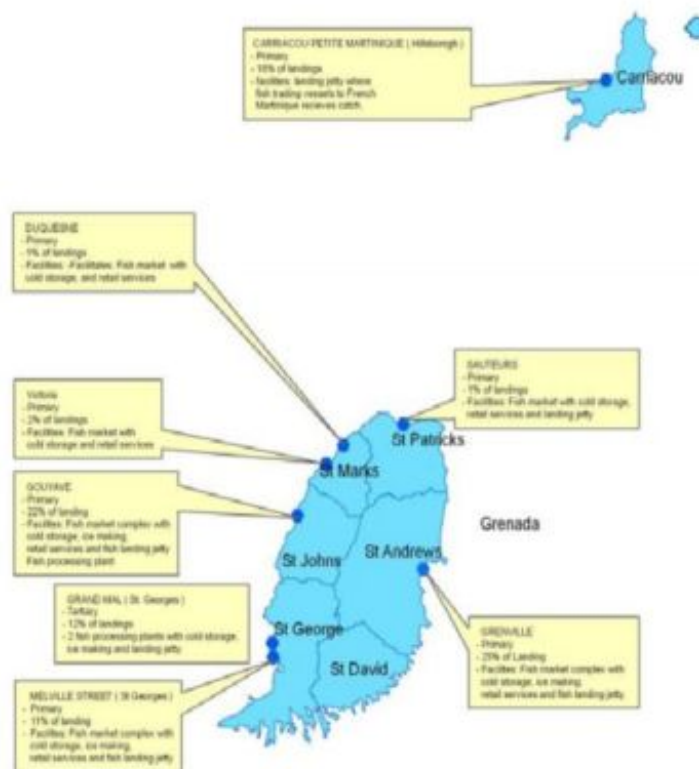 CARRIACOU PETITE MARTINIQUE ( Hillsborogh )
- Primary
- 16% of landings
- facilities: landing jetty where
fish trading vessels to French
Martinique recieves catch.
Carriacou
DUQUESNE
- Primary
- 1% of landings
- Facilities: -Facilitates: Fish market with
cold storage, and retail services
SAUTEURS
- Primary
- 1% of landings
- Facilities: Fish market with cold storage,
retail services and landing jetty
Victoria
- Primary
- 2% of landings
- Facilities: Fish market with
cold storage and retail services
St Patricks
St Marks
GOUYAVE
- Primary
- 22% of landing
- Facilities: Fish market complex with
cold storage, ice making,
retail services and fish landing jetty
Fish processing plant
Grenada
St Johns
St Andrews
GRAND MAL ( St. Georges )
- Tertiary
- 12% of landings
- 2 fish processing plants with cold storage,
ice making and landing jetty
St George
St David
GRENVILLE
- Primary
- 25% of Landing
- Facilities: Fish market complex with
cold storage, ice making,
retail services and fish landing jetty
MELVILLE STREET ( St Georges )
- Primary
- 11% of landing
- Facilities: Fish market complex with
cold storage, ice making,
retail services and fish landing jetty